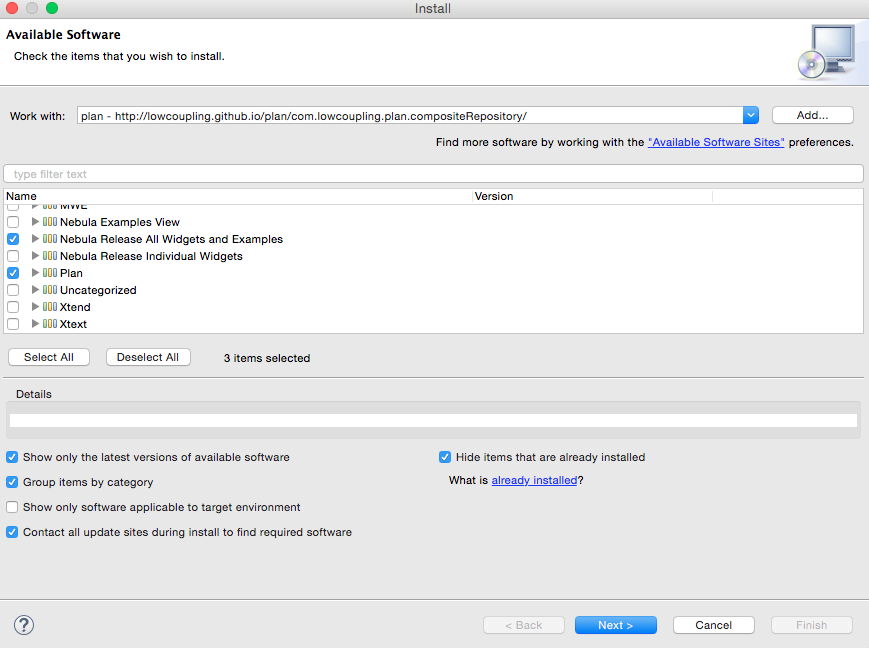 Install
Available Software
Check the items that you wish to install.
Work with: plan - http://lowcoupling.github.io/plan/com.lowcoupling.plan.compositeRepository/ Add...
Find more software by working with the "Available Software Sites" preferences.
type filter text
Name Version
MWE
Nebula Examples View
Nebula Release All Widgets and Examples
Nebula Release Individual Widgets
Plan
Uncategorized
Xtend
Xtext
Select All Deselect All 3 items selected
Details
Show only the latest versions of available software Hide items that are already installed
Group items by category What is already installed?
Show only software applicable to target environment
Contact all update sites during install to find required software
? < Back Next > Cancel Finish